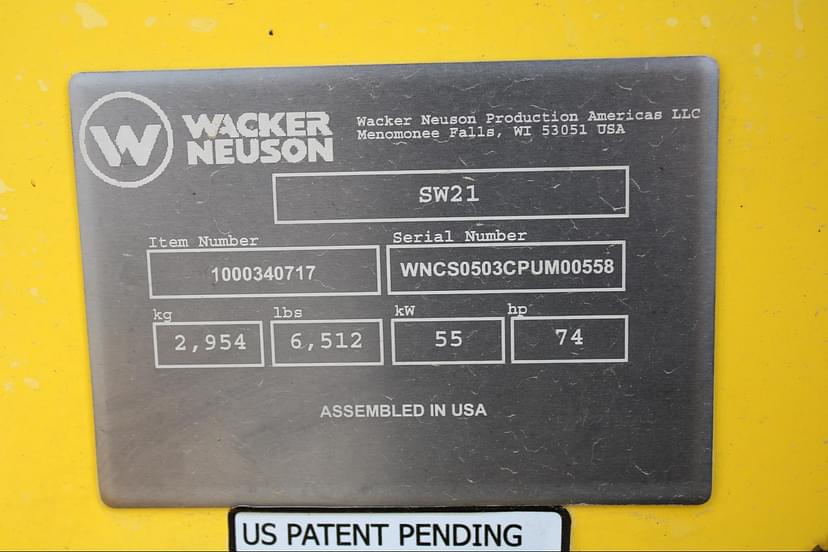 W
WACKER
NEUSON
Wacker Neuson Production Americas LLC
Menomonee Falls, WI 53051 USA
SW21
Item Number
Serial Number
1000340717
WNCS0503CPUM00558
kg
lbs
kW
hp
2,954
6,512
55
74
ASSEMBLED IN USA
US PATENT PENDING